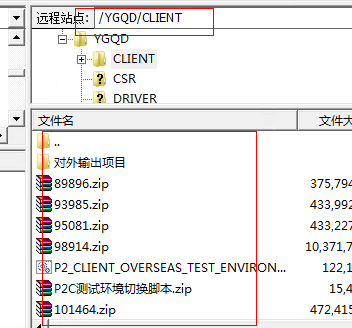 远程站点: /YGQD/CLIENT
YGQD
CLIENT
CSR
DRIVER
文件名 文件大
..
对外输出项目
89896.zip 375,794
93985.zip 433,992
95081.zip 433,227
98914.zip 10,371,7
P2_CLIENT_OVERSEAS_TEST_ENVIRON... 122,1
P2C测试环境切换脚本.zip 15,4
101464.zip 472,415